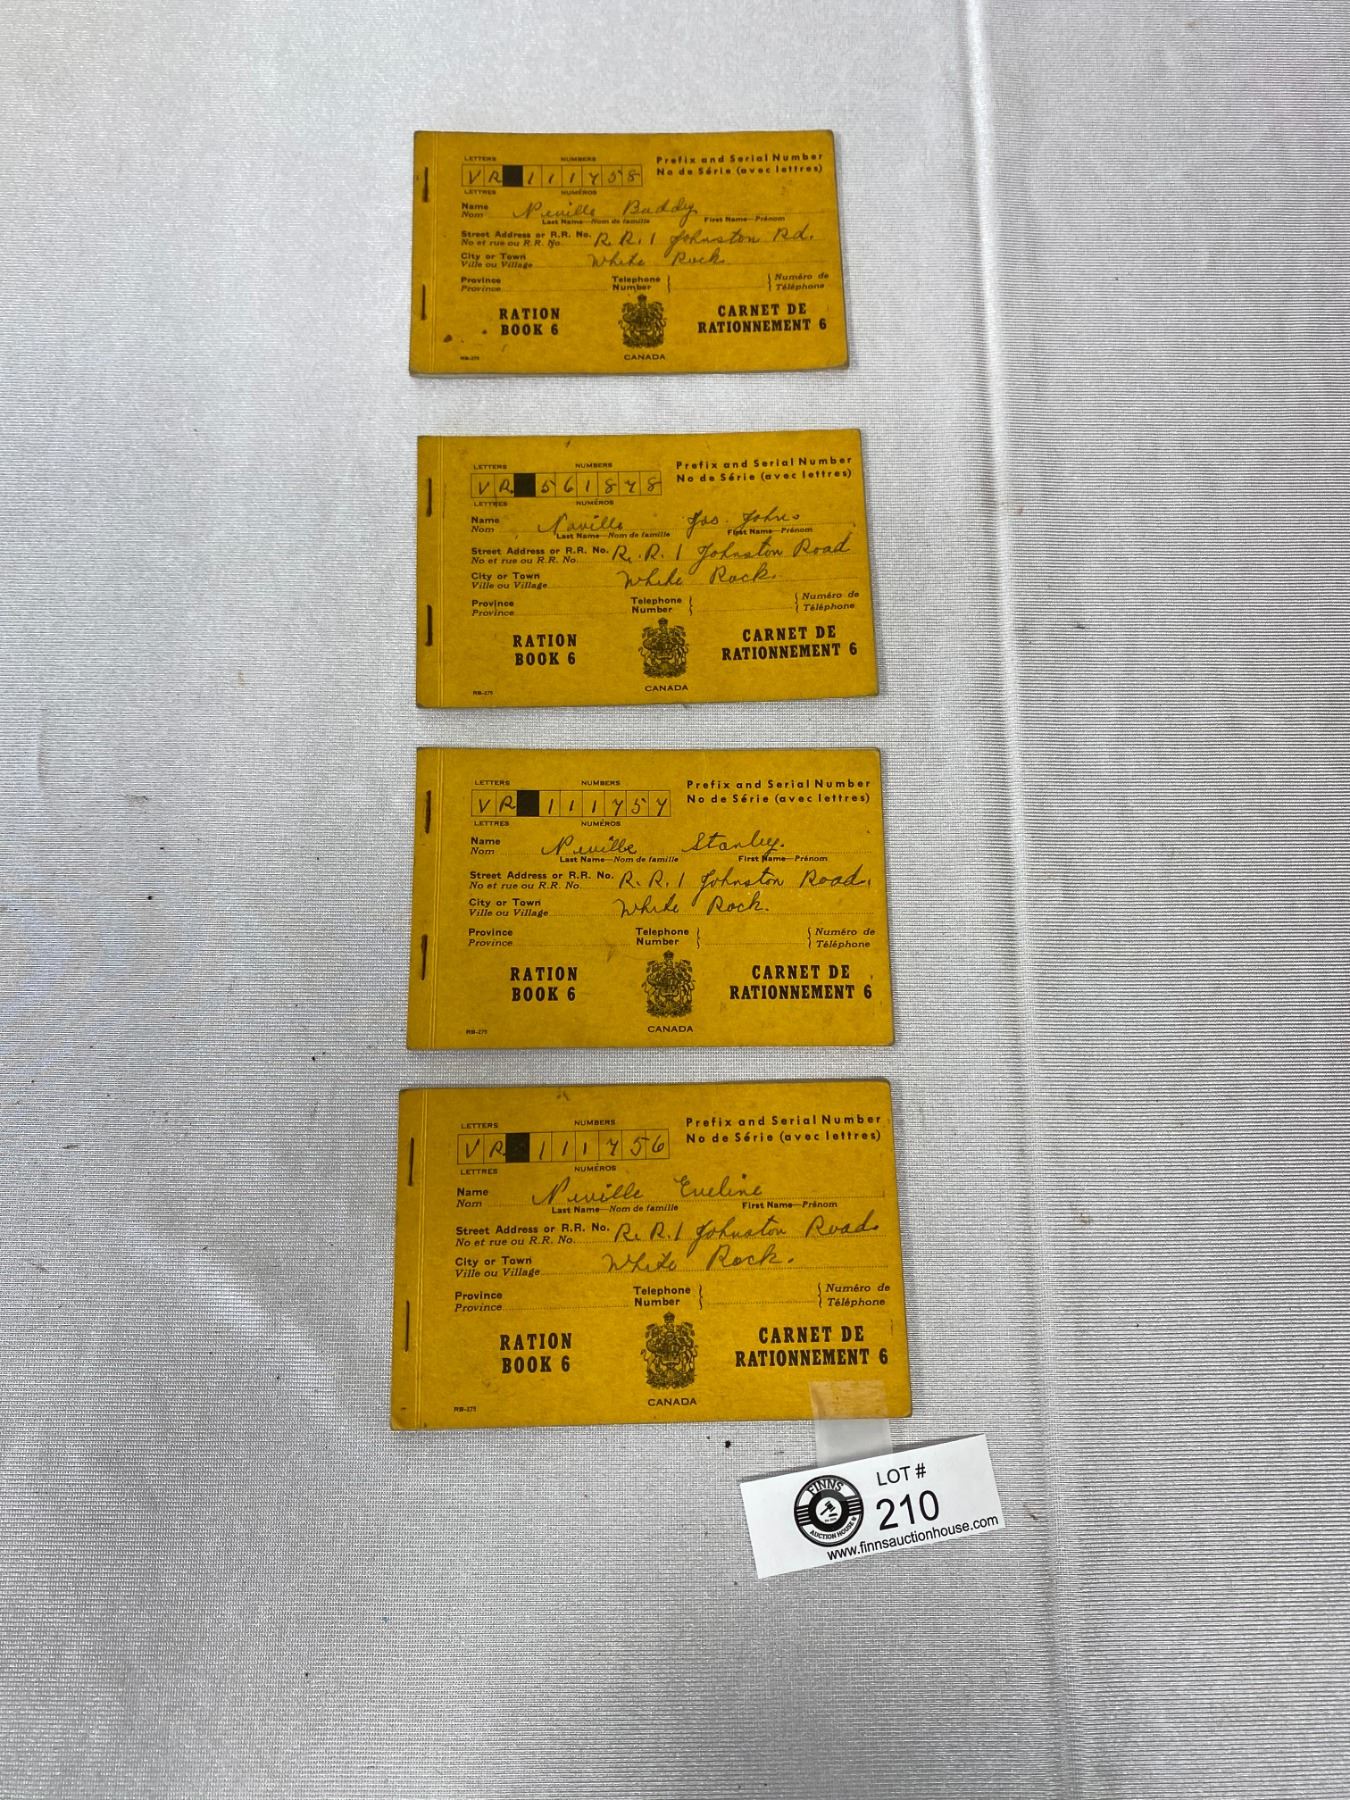 LETTERS NUMBERS
VR 111758
LETTRES NUMÉROS
Prefix and Serial Number
No de Série (avec lettres)
Name Neville Buddy
Nom Last Name—Nom de famille First Name—Prénom
Street Address or R.R. No. R.R.1 Johnston Rd.
No et rue ou R.R. No.
City or Town White Rock
Ville ou Village
Province Telephone Numéro de
Province Number Téléphone
RATION CARNET DE
BOOK 6 RATIONNEMENT 6
RB-275 CANADA
LETTERS NUMBERS
VR 561878
LETTRES NUMÉROS
Prefix and Serial Number
No de Série (avec lettres)
Name Neville Jas. John
Nom Last Name—Nom de famille First Name—Prénom
Street Address or R.R. No. R.R.1 Johnston Road
No et rue ou R.R. No.
City or Town White Rock.
Ville ou Village
Province Telephone Numéro de
Province Number Téléphone
RATION CARNET DE
BOOK 6 RATIONNEMENT 6
RB-275 CANADA
LETTERS NUMBERS
VR 111757
LETTRES NUMÉROS
Prefix and Serial Number
No de Série (avec lettres)
Name Neville Stanley.
Nom Last Name—Nom de famille First Name—Prénom
Street Address or R.R. No. R.R.1 Johnston Road.
No et rue ou R.R. No.
City or Town White Rock.
Ville ou Village
Province Telephone Numéro de
Province Number Téléphone
RATION CARNET DE
BOOK 6 RATIONNEMENT 6
RB-275 CANADA
LETTERS NUMBERS
VR 111756
LETTRES NUMÉROS
Prefix and Serial Number
No de Série (avec lettres)
Name Neville Eveline
Nom Last Name—Nom de famille First Name—Prénom
Street Address or R.R. No. R.R.1 Johnston Road.
No et rue ou R.R. No.
City or Town White Rock.
Ville ou Village
Province Telephone Numéro de
Province Number Téléphone
RATION CARNET DE
BOOK 6 RATIONNEMENT 6
RB-275 CANADA
FINNS
AUCTION HOUSE
LOT #
210
www.finnsauctionhouse.com